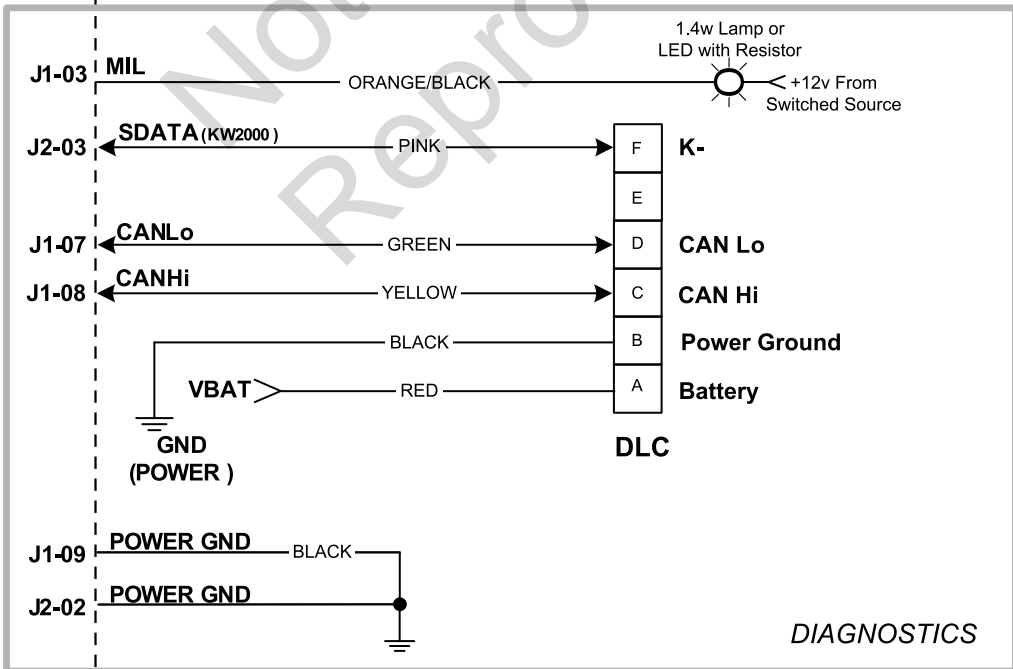 Not
Repro
1.4w Lamp or
LED with Resistor
J1-03 MIL ORANGE/BLACK +12v From
Switched Source
J2-03 SDATA (KW2000 ) PINK F K-
E
J1-07 CANLo GREEN D CAN Lo
J1-08 CANHi YELLOW C CAN Hi
BLACK B Power Ground
VBAT RED A Battery
GND
(POWER )
DLC
J1-09 POWER GND BLACK
J2-02 POWER GND
DIAGNOSTICS